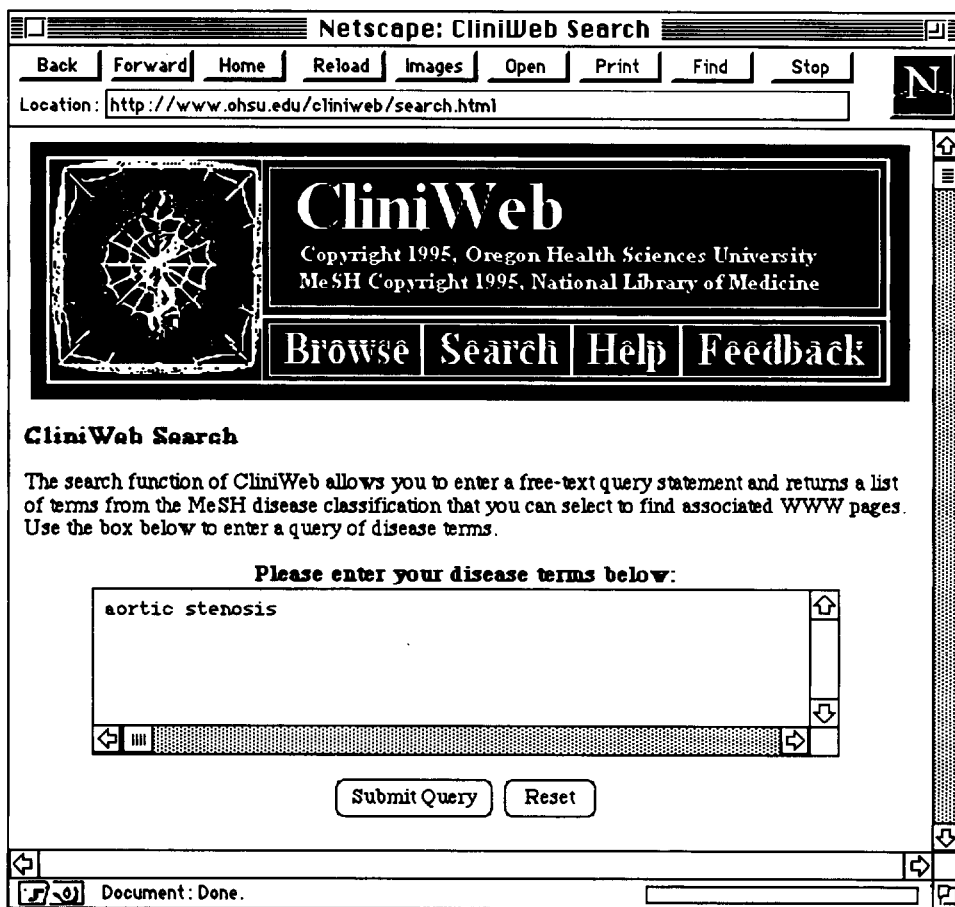 Netscape: CliniWeb Search
Back Forward Home Reload Images Open Print Find Stop
N
Location: http://www.ohsu.edu/cliniweb/search.html
CliniWeb
Copyright 1995, Oregon Health Sciences University
MeSH Copyright 1995, National Library of Medicine
Browse Search Help Feedback
CliniWeb Search
The search function of CliniWeb allows you to enter a free-text query statement and returns a list
of terms from the MeSH disease classification that you can select to find associated WWW pages.
Use the box below to enter a query of disease terms.
Please enter your disease terms below:
aortic stenosis
Submit Query Reset
Document: Done.